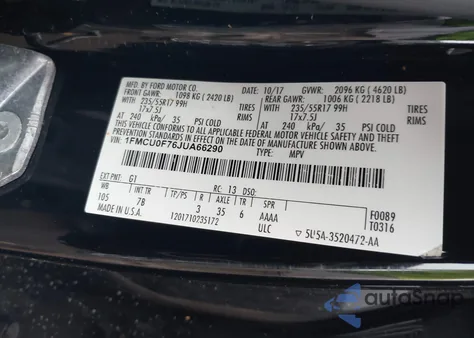 MFD. BY FORD MOTOR CO.
DATE: 10/17 GVWR: 2096 KG ( 4620 LB)
FRONT GAWR: 1098 KG ( 2420 LB) REAR GAWR: 1006 KG ( 2218 LB)
WITH 235/55R17 99H WITH 235/55R17 99H
17x7.5J 17x7.5J
AT 240 kPa/ 35 PSI COLD AT 240 kPa/ 35 PSI COLD
THIS VEHICLE CONFORMS TO ALL APPLICABLE FEDERAL MOTOR VEHICLE SAFETY, BUMPER, AND THEFT PREVENTION STANDARDS IN EFFECT ON THE DATE OF MANUFACTURE SHOWN ABOVE.
VIN: 1FMCU0F76JUA66290
TYPE: MPV
EXT PNT: G1 RC: 13 DSO: F0089
WB INT TR TP/PS R AXLE TR SPR T0316
105 7B 3 35 6 AAAA
MADE IN U.S.A. 1201710235172 ULC 5U5A-3520472-AA
autoSnap